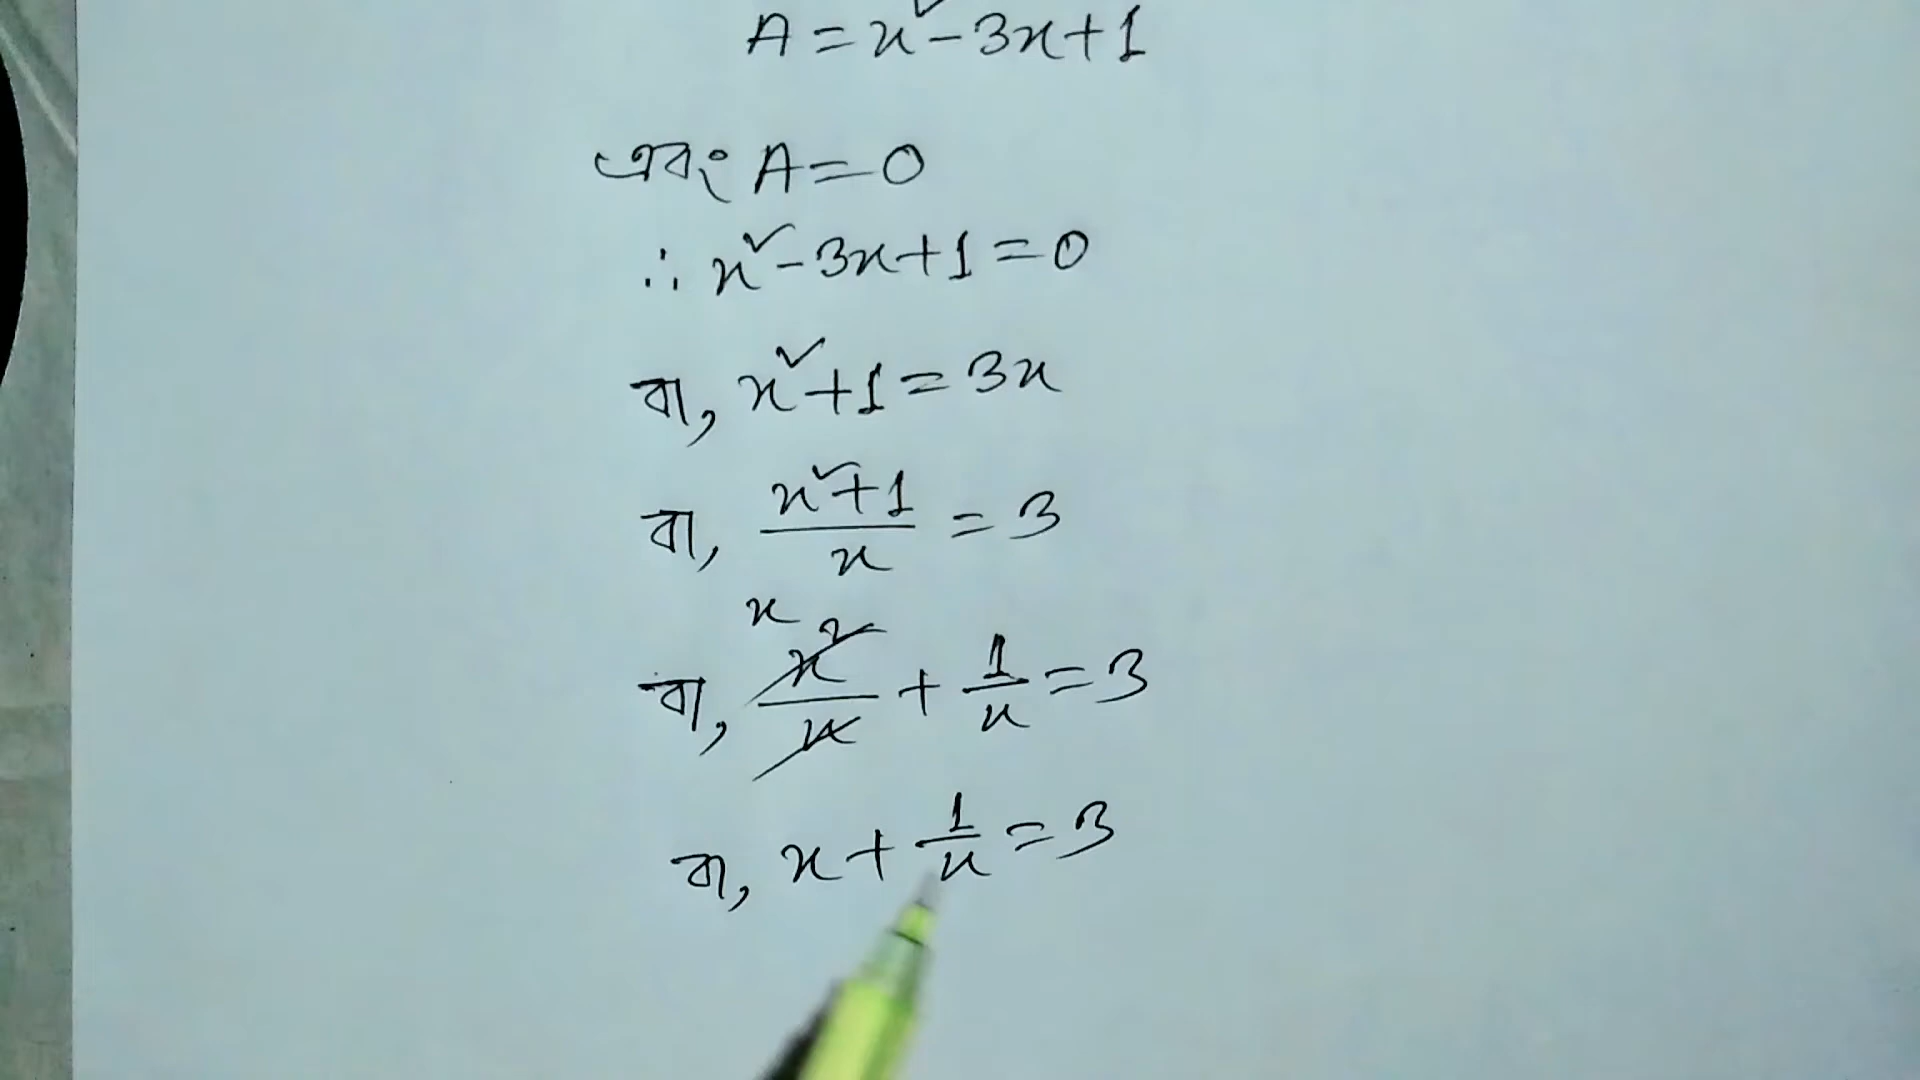 A = x² - 3x + 1
এবং A = 0
∴ x² - 3x + 1 = 0
বা, x² + 1 = 3x
বা, (x² + 1)/x = 3
x
বা, x²/x + 1/x = 3
বা, x + 1/x = 3